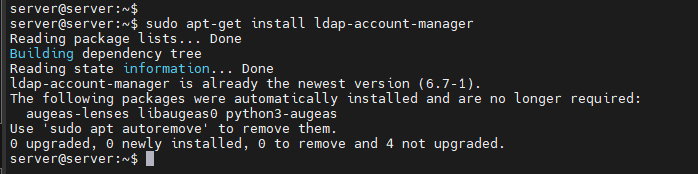 server@server:~$
server@server:~$ sudo apt-get install ldap-account-manager
Reading package lists... Done
Building dependency tree
Reading state information... Done
ldap-account-manager is already the newest version (6.7-1).
The following packages were automatically installed and are no longer required:
  augeas-lenses libaugeas0 python3-augeas
Use 'sudo apt autoremove' to remove them.
0 upgraded, 0 newly installed, 0 to remove and 4 not upgraded.
server@server:~$